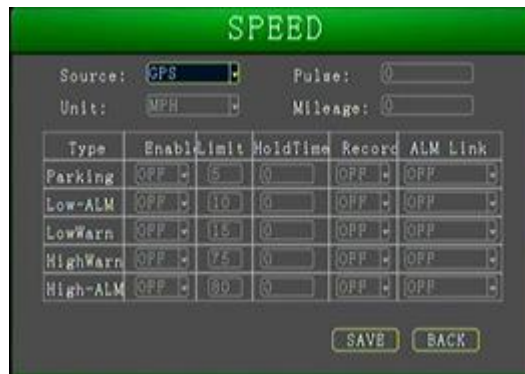 SPEED
Source: GPS Pulse: 0
Unit: MPH Mileage: 0
Type Enabl Limit HoldTime Record ALM Link
Parking OFF 5 0 OFF OFF
Low-ALM OFF 10 0 OFF OFF
LowWarn OFF 15 0 OFF OFF
HighWarn OFF 75 0 OFF OFF
High-ALM OFF 80 0 OFF OFF
SAVE BACK